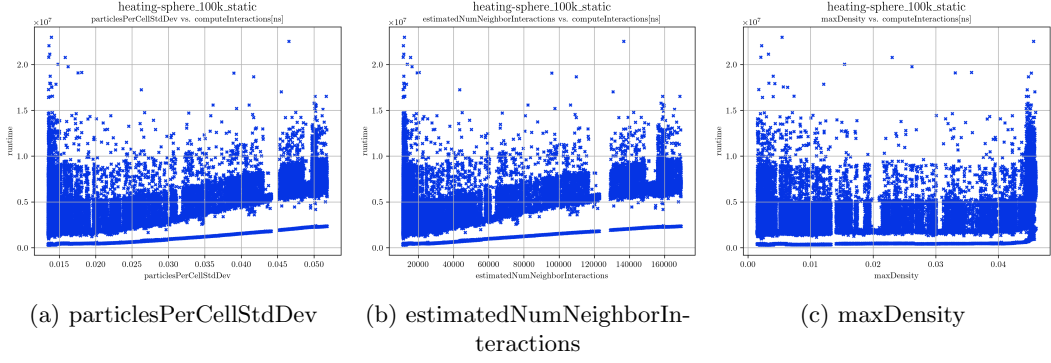 heating-sphere_100k_static
particlesPerCellStdDev vs. computeInteractions[ns]
×10⁷
2.0
1.5
1.0
0.5
0.0
runtime
0.015 0.020 0.025 0.030 0.035 0.040 0.045 0.050
particlesPerCellStdDev
heating-sphere_100k_static
estimatedNumNeighborInteractions vs. computeInteractions[ns]
×10⁷
2.0
1.5
1.0
0.5
0.0
runtime
20000 40000 60000 80000 100000 120000 140000 160000
estimatedNumNeighborInteractions
heating-sphere_100k_static
maxDensity vs. computeInteractions[ns]
×10⁷
2.0
1.5
1.0
0.5
0.0
runtime
0.00 0.01 0.02 0.03 0.04
maxDensity
(a) particlesPerCellStdDev
(b) estimatedNumNeighborIn-
teractions
(c) maxDensity